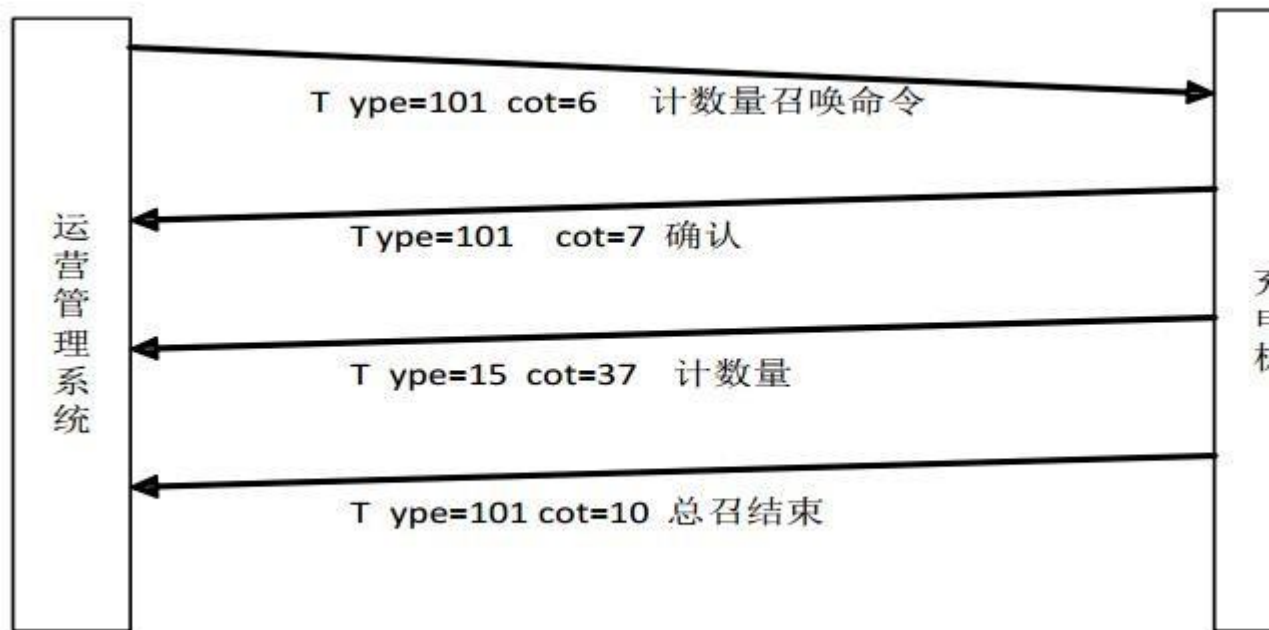 T ype=101 cot=6 计数量召唤命令
Type=101 cot=7 确认
运营管理系统
T ype=15 cot=37 计数量
T ype=101 cot=10 总召结束